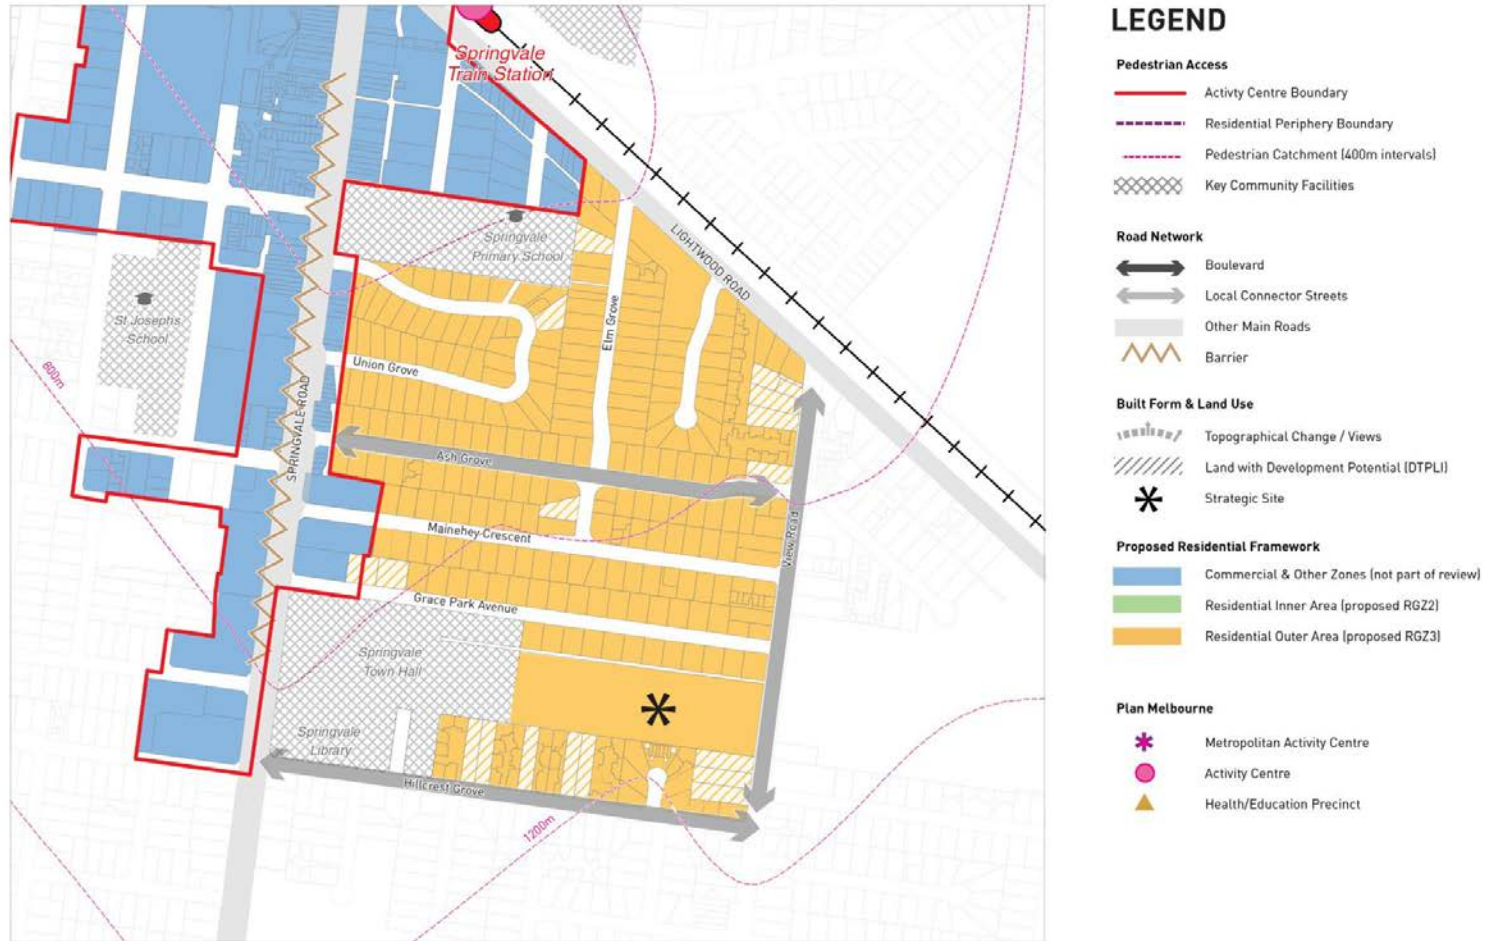 Springvale
Train Station
Springvale
Primary School
LIGHTWOOD ROAD
St Josephs
School
Elm Grove
Union Grove
800m
SPRINGVALE ROAD
Ash Grove
Mainehey Crescent
View Road
Grace Park Avenue
Springvale
Town Hall
Springvale
Library
Hillcrest Grove
1200m
LEGEND
Pedestrian Access
Activty Centre Boundary
Residential Periphery Boundary
Pedestrian Catchment (400m intervals)
Key Community Facilities
Road Network
Boulevard
Local Connector Streets
Other Main Roads
Barrier
Built Form & Land Use
Topographical Change / Views
Land with Development Potential (DTPLI)
Strategic Site
Proposed Residential Framework
Commercial & Other Zones (not part of review)
Residential Inner Area (proposed RGZ2)
Residential Outer Area (proposed RGZ3)
Plan Melbourne
Metropolitan Activity Centre
Activity Centre
Health/Education Precinct